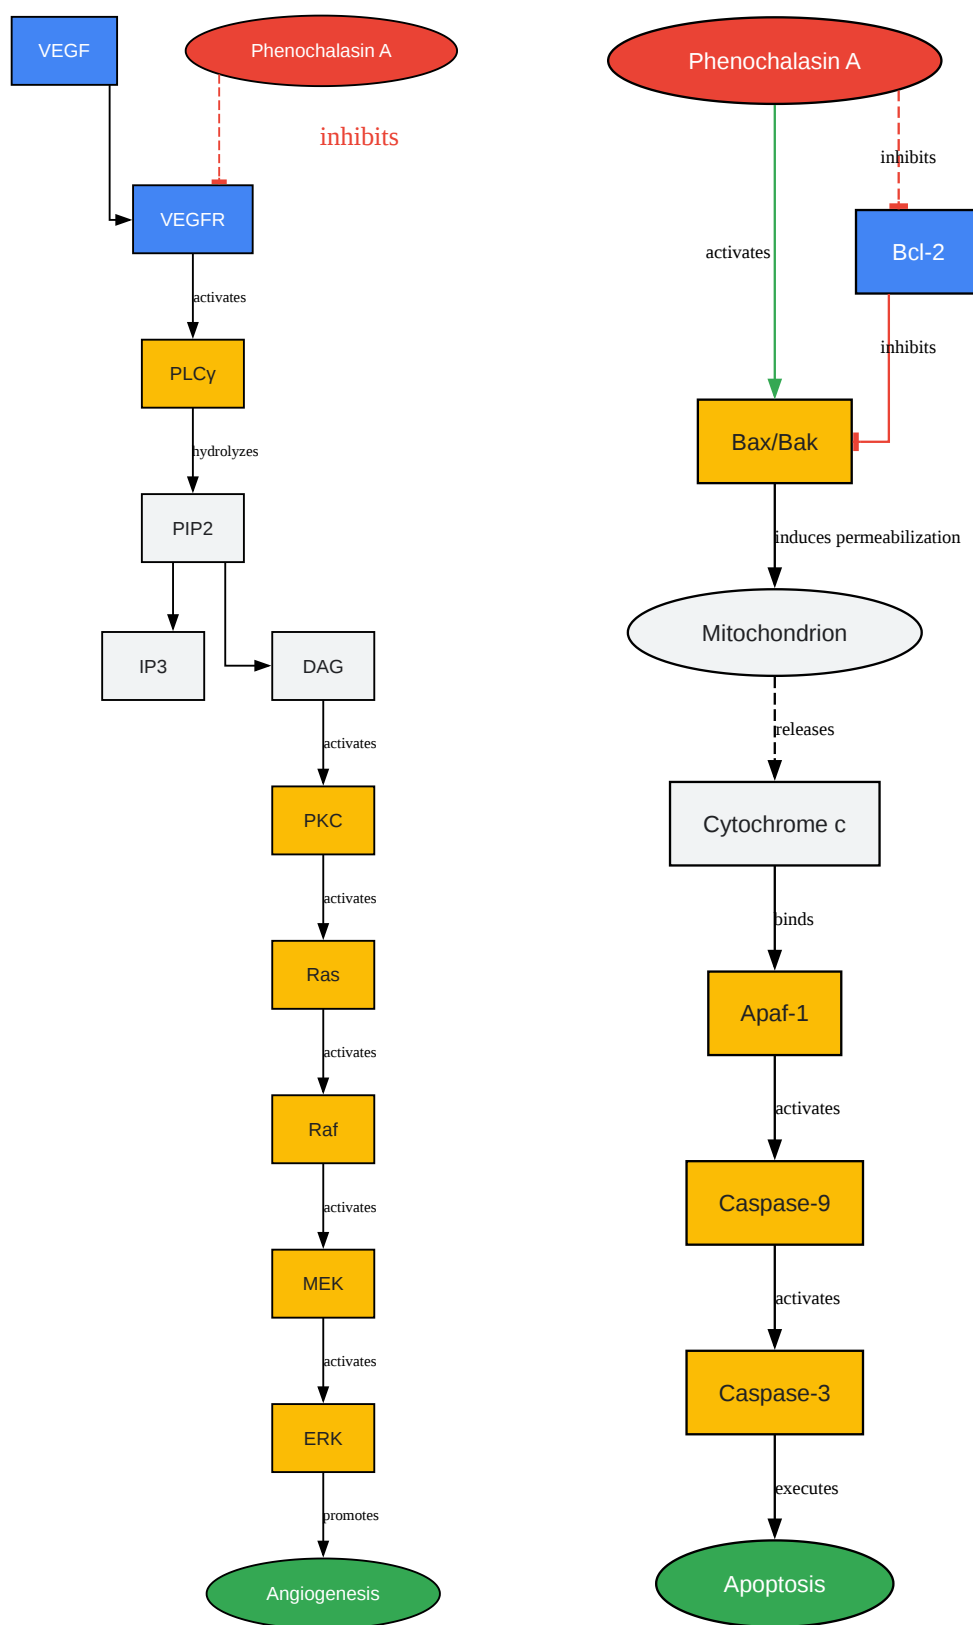 VEGF
Phenochalasin A
inhibits
VEGFR
activates
PLCγ
hydrolyzes
PIP2
IP3
DAG
activates
PKC
activates
Ras
activates
Raf
activates
MEK
activates
ERK
promotes
Angiogenesis
Phenochalasin A
inhibits
activates
Bcl-2
inhibits
Bax/Bak
induces permeabilization
Mitochondrion
releases
Cytochrome c
binds
Apaf-1
activates
Caspase-9
activates
Caspase-3
executes
Apoptosis